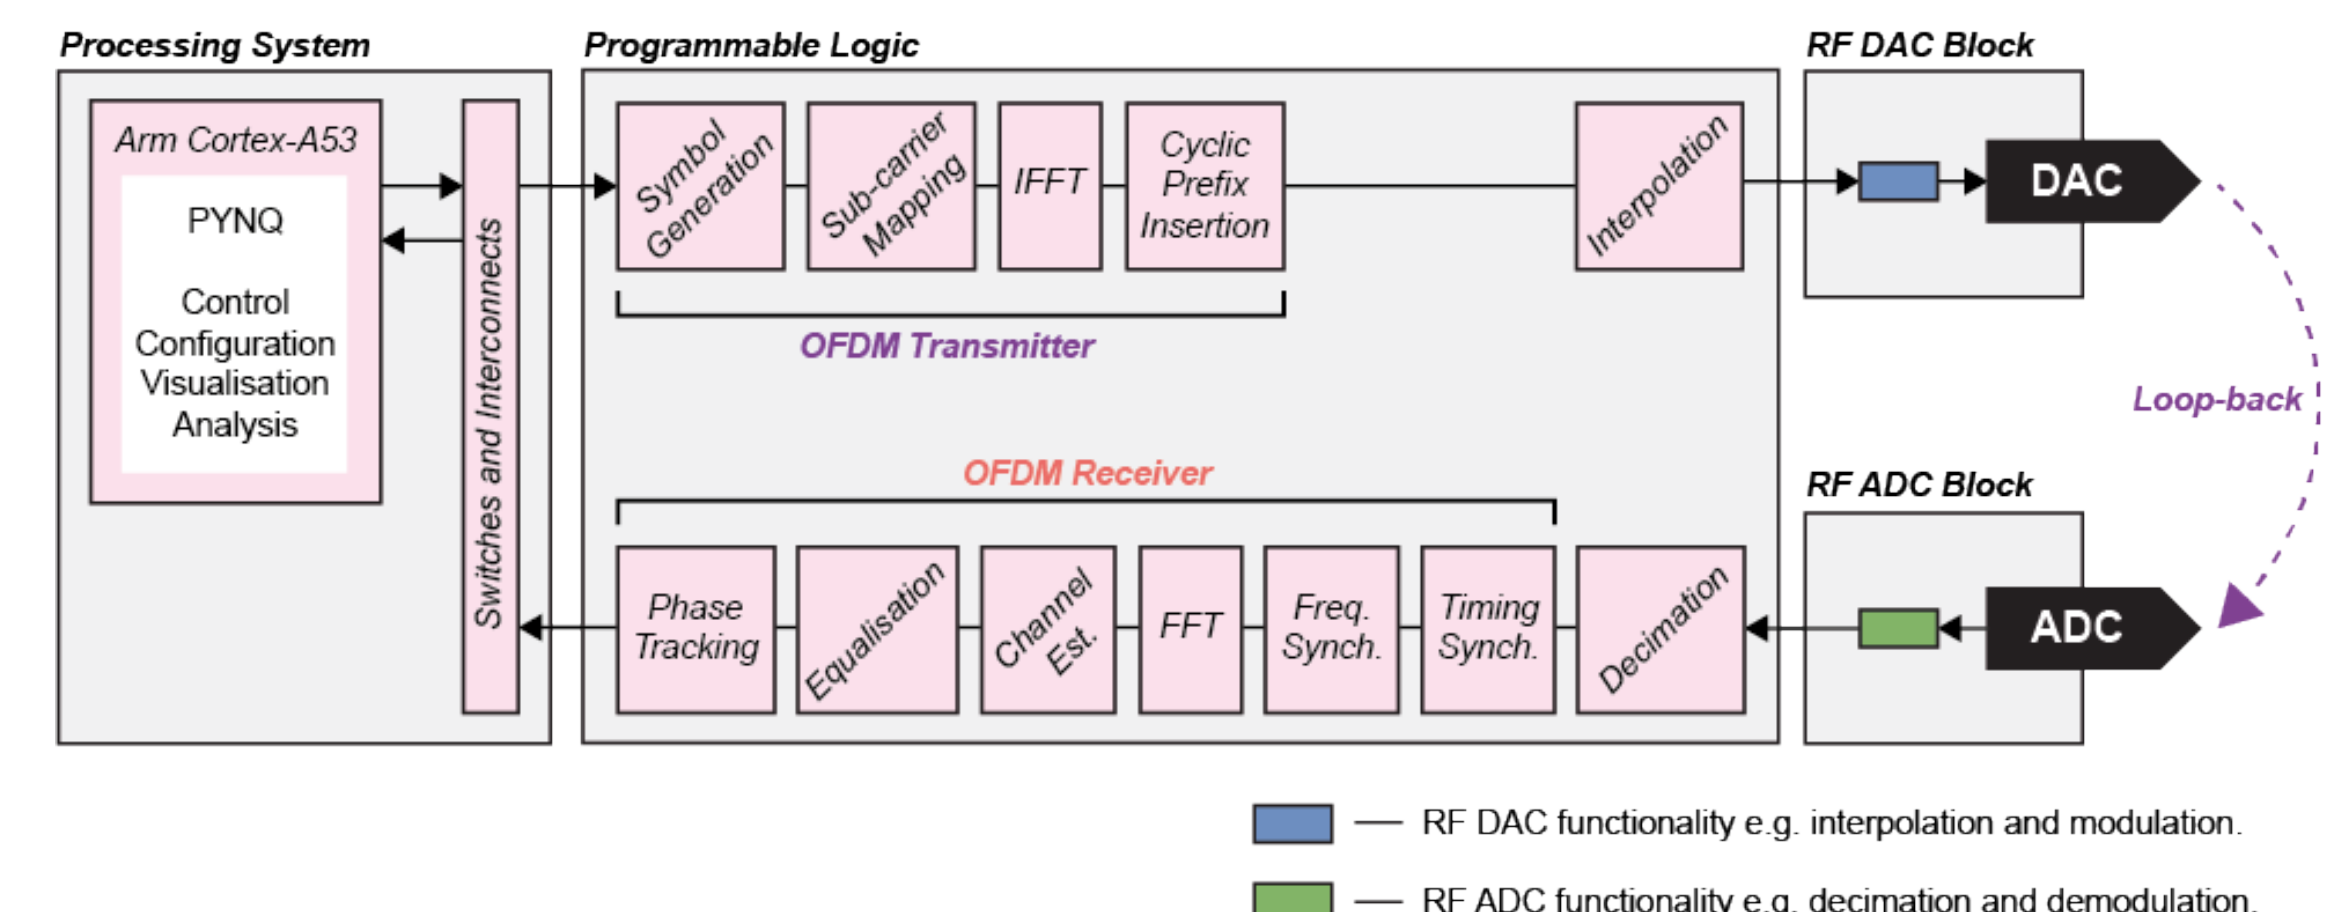 Processing System
Programmable Logic
RF DAC Block
Arm Cortex-A53
PYNQ
Control
Configuration
Visualisation
Analysis
Switches and Interconnects
Symbol
Generation
Sub-carrier
Mapping
IFFT
Cyclic
Prefix
Insertion
Interpolation
DAC
OFDM Transmitter
Loop-back
OFDM Receiver
RF ADC Block
Phase
Tracking
Equalisation
Channel
Est.
FFT
Freq.
Synch.
Timing
Synch.
Decimation
ADC
RF DAC functionality e.g. interpolation and modulation.
RF ADC functionality e.g. decimation and demodulation.